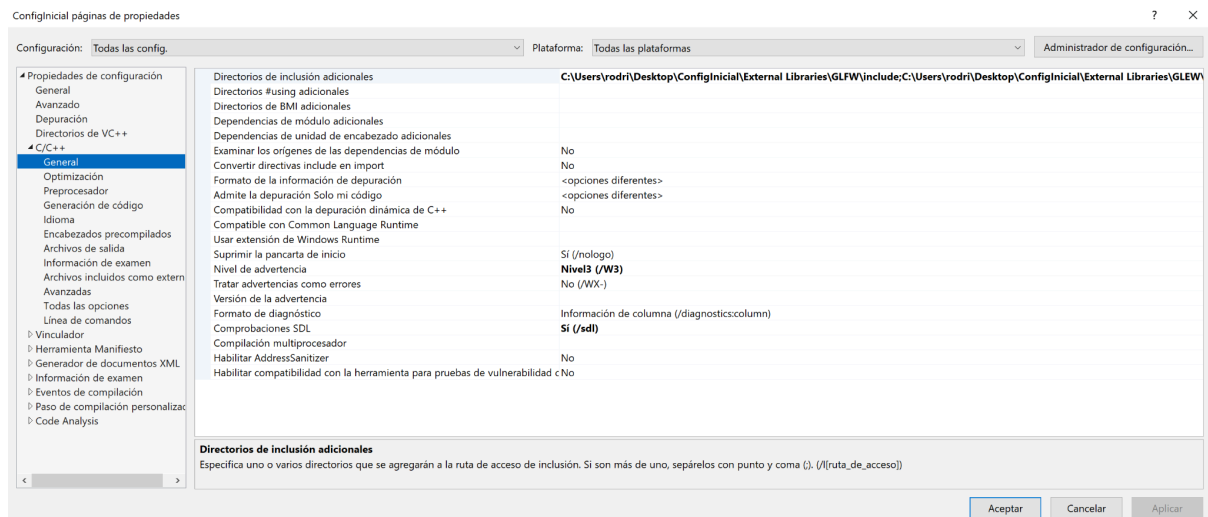 ConfigInicial páginas de propiedades ? ×
Configuración: Todas las config. Plataforma: Todas las plataformas Administrador de configuración...
Propiedades de configuración
General
Avanzado
Depuración
Directorios de VC++
C/C++
General
Optimización
Preprocesador
Generación de código
Idioma
Encabezados precompilados
Archivos de salida
Información de examen
Archivos incluidos como extern
Avanzadas
Todas las opciones
Línea de comandos
Vinculador
Herramienta Manifiesto
Generador de documentos XML
Información de examen
Eventos de compilación
Paso de compilación personalizac
Code Analysis
Directorios de inclusión adicionales C:\Users\rodri\Desktop\ConfigInicial\External Libraries\GLFW\include;C:\Users\rodri\Desktop\ConfigInicial\External Libraries\GLEW\
Directorios #using adicionales
Directorios de BMI adicionales
Dependencias de módulo adicionales
Dependencias de unidad de encabezado adicionales
Examinar los orígenes de las dependencias de módulo No
Convertir directivas include en import No
Formato de la información de depuración <opciones diferentes>
Admite la depuración Solo mi código <opciones diferentes>
Compatibilidad con la depuración dinámica de C++ No
Compatible con Common Language Runtime
Usar extensión de Windows Runtime
Suprimir la pancarta de inicio Sí (/nologo)
Nivel de advertencia Nivel3 (/W3)
Tratar advertencias como errores No (/WX-)
Versión de la advertencia
Formato de diagnóstico Información de columna (/diagnostics:column)
Comprobaciones SDL Sí (/sdl)
Compilación multiprocesador
Habilitar AddressSanitizer No
Habilitar compatibilidad con la herramienta para pruebas de vulnerabilidad c No
Directorios de inclusión adicionales
Especifica uno o varios directorios que se agregarán a la ruta de acceso de inclusión. Si son más de uno, sepárelos con punto y coma (;). (/I[ruta_de_acceso])
Aceptar Cancelar Aplicar